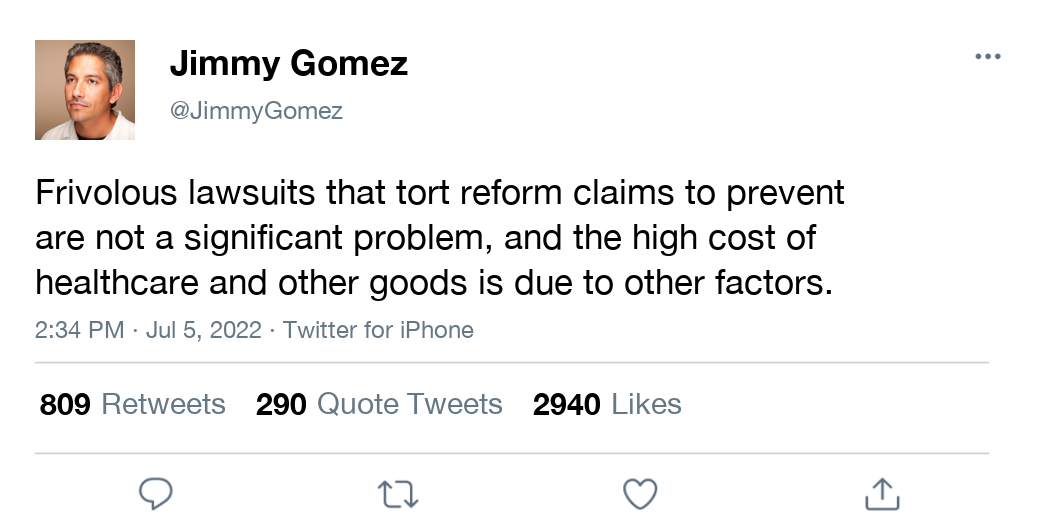 Jimmy Gomez
@JimmyGomez
Frivolous lawsuits that tort reform claims to prevent
are not a significant problem, and the high cost of
healthcare and other goods is due to other factors.
2:34 PM · Jul 5, 2022 · Twitter for iPhone
809 Retweets 290 Quote Tweets 2940 Likes